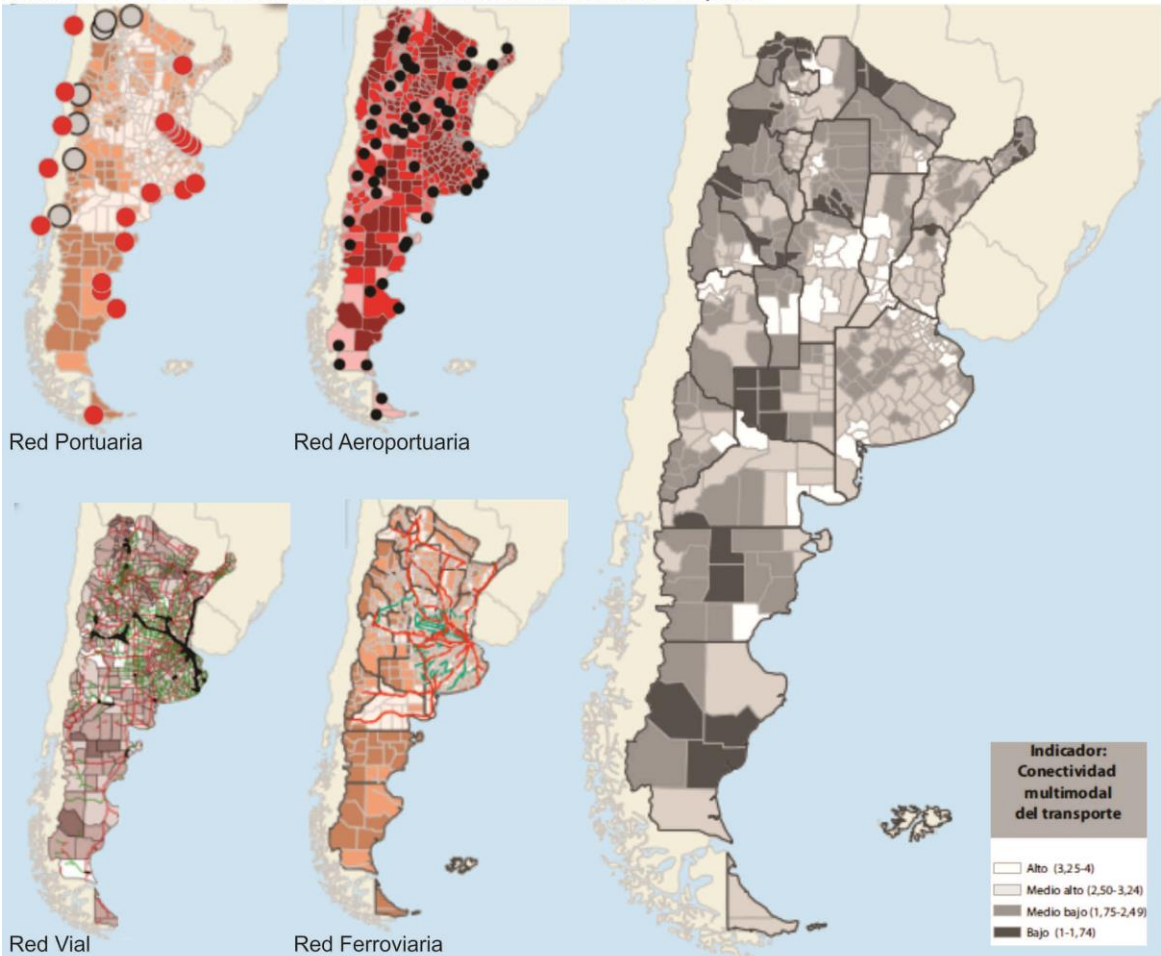 Red Portuaria
Red Aeroportuaria
Red Vial
Red Ferroviaria
Indicador:
Conectividad
multimodal
del transporte
Alto (3,25-4)
Medio alto (2,50-3,24)
Medio bajo (1,75-2,49)
Bajo (1-1,74)